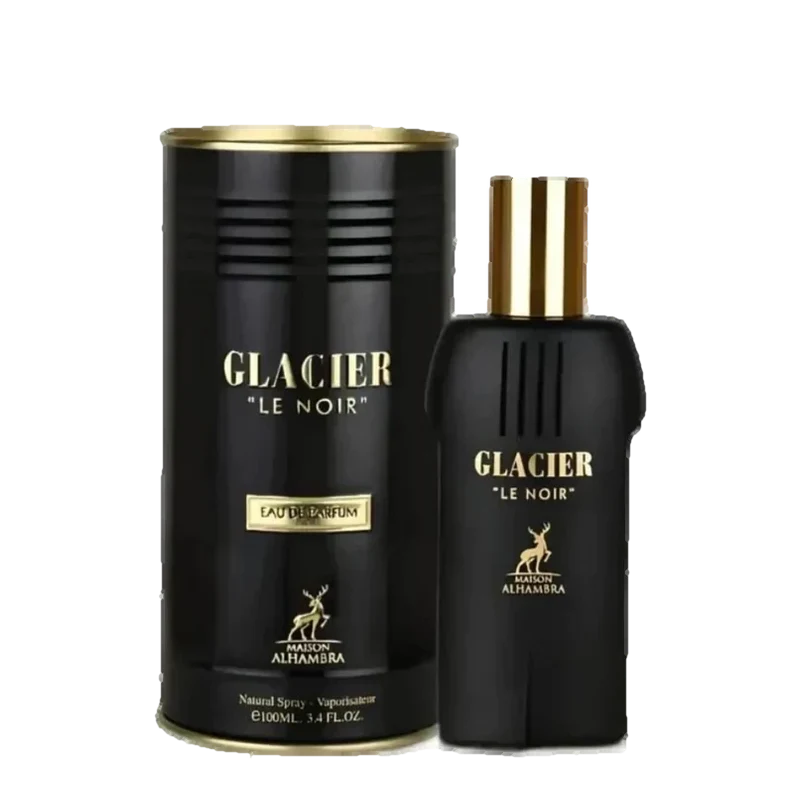 GLACIER
"LE NOIR"
EAU DE PARFUM
MAISON
ALHAMBRA
Natural Spray - Vaporisateur
℮100ML. 3.4 FL.OZ.
GLACIER
"LE NOIR"
MAISON
ALHAMBRA